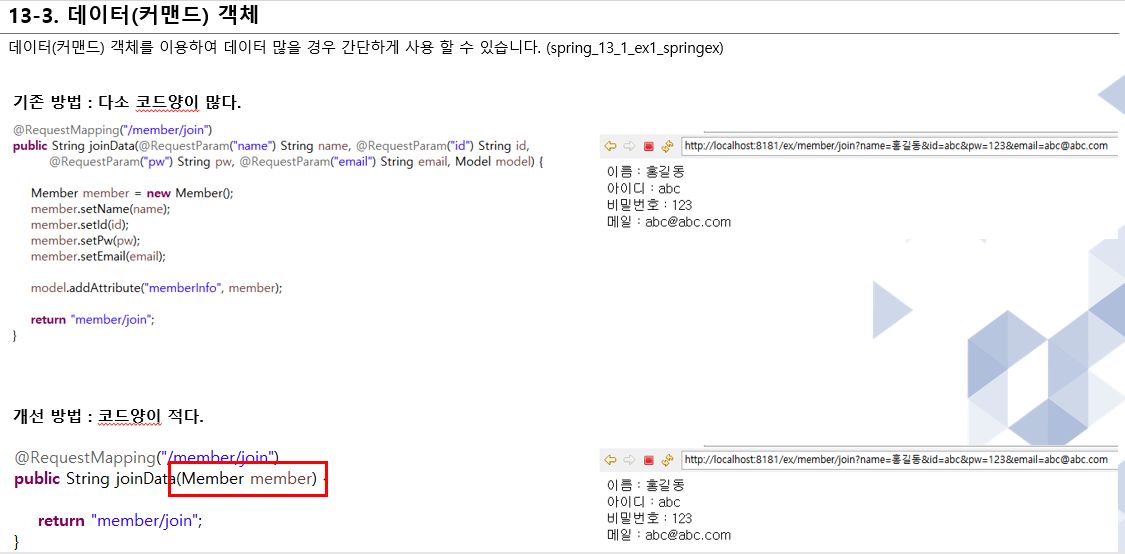 13-3. 데이터(커맨드) 객체
데이터(커맨드) 객체를 이용하여 데이터 많을 경우 간단하게 사용 할 수 있습니다. (spring_13_1_ex1_springex)
기존 방법 : 다소 코드양이 많다.
@RequestMapping("/member/join")
public String joinData(@RequestParam("name") String name, @RequestParam("id") String id,
@RequestParam("pw") String pw, @RequestParam("email") String email, Model model) {
Member member = new Member();
member.setName(name);
member.setId(id);
member.setPw(pw);
member.setEmail(email);
model.addAttribute("memberInfo", member);
return "member/join";
}
http://localhost:8181/ex/member/join?name=홍길동&id=abc&pw=123&email=abc@abc.com
이름 : 홍길동
아이디 : abc
비밀번호 : 123
메일 : abc@abc.com
개선 방법 : 코드양이 적다.
@RequestMapping("/member/join")
public String joinData(Member member) {
return "member/join";
}
http://localhost:8181/ex/member/join?name=홍길동&id=abc&pw=123&email=abc@abc.com
이름 : 홍길동
아이디 : abc
비밀번호 : 123
메일 : abc@abc.com